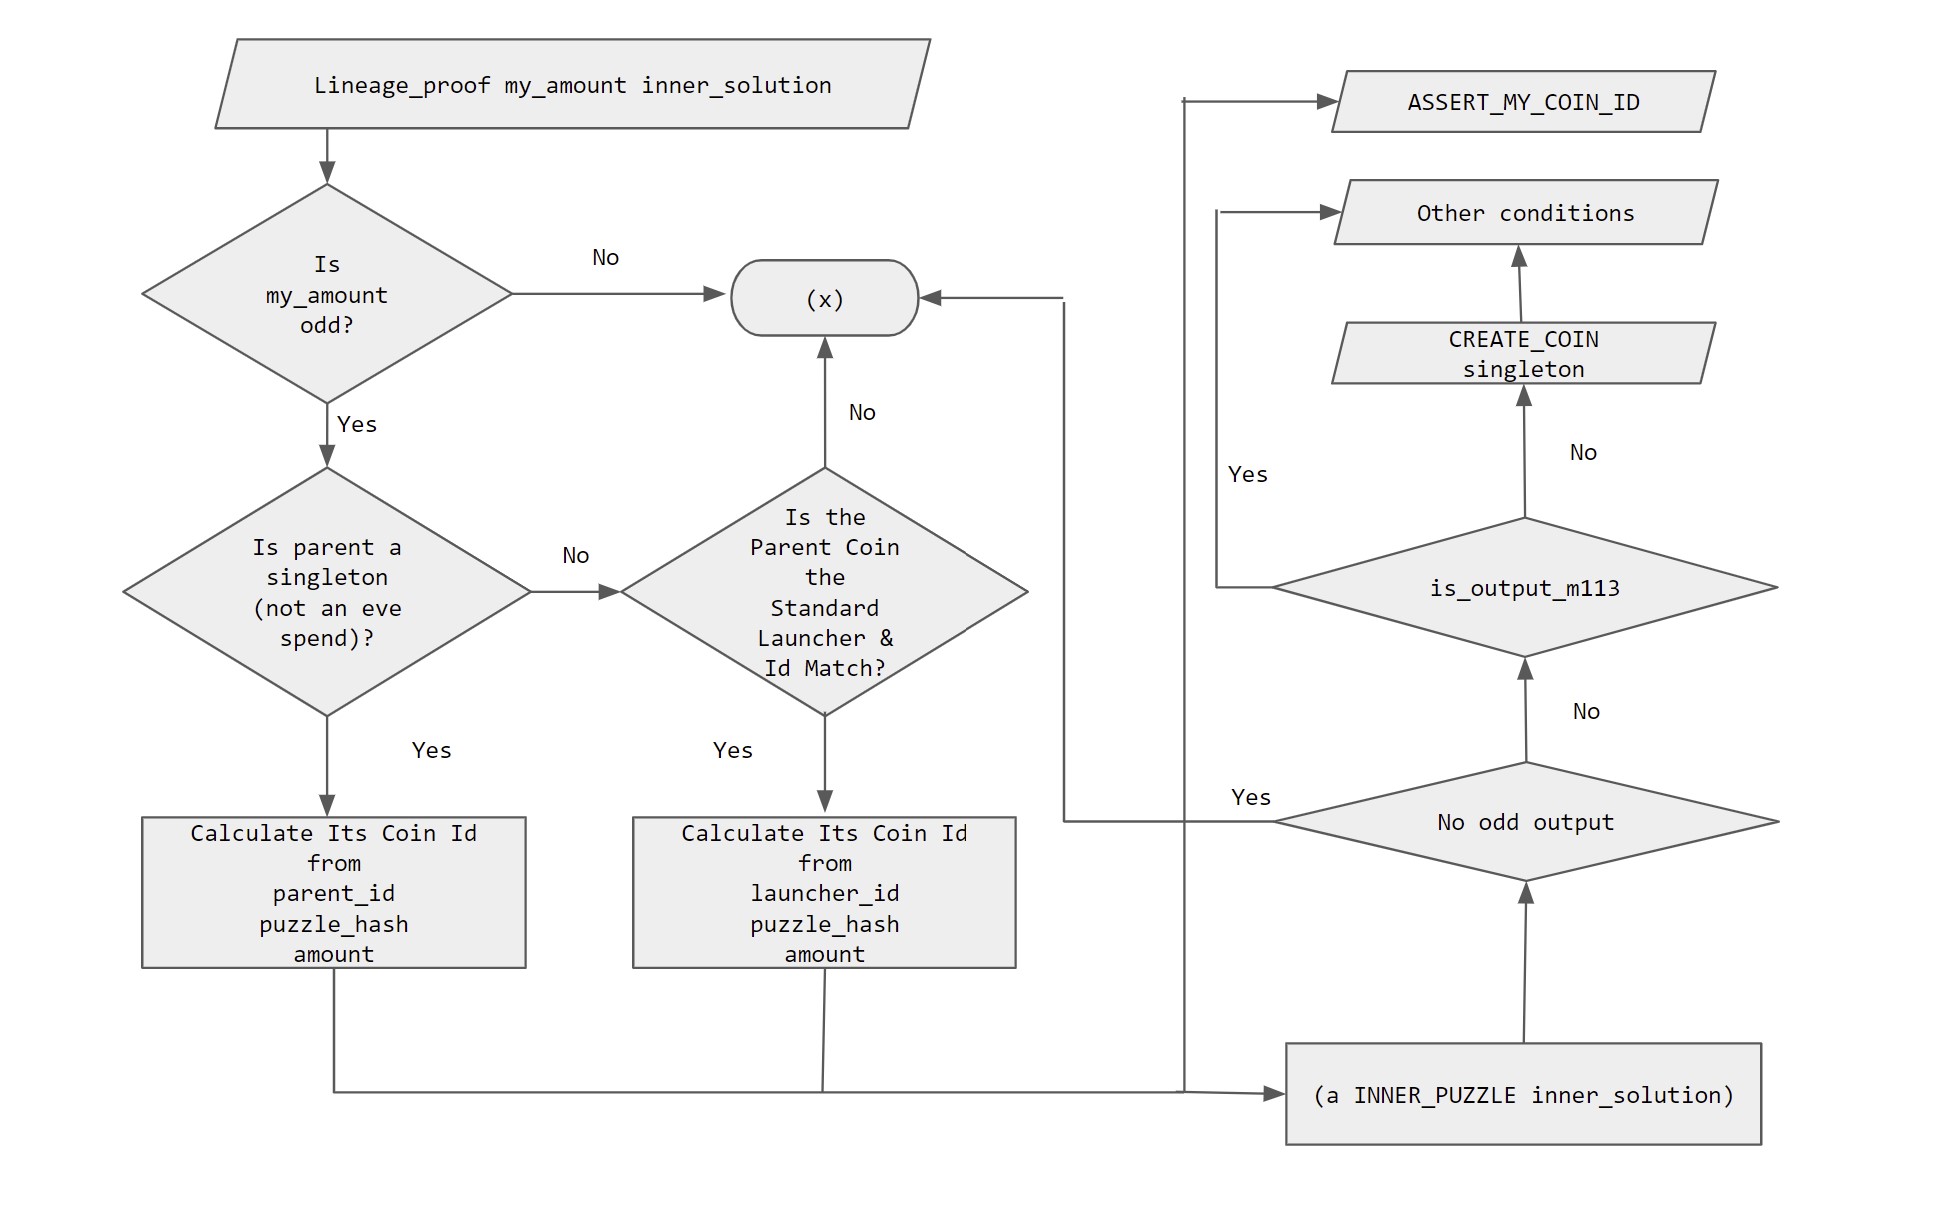 Lineage_proof my_amount inner_solution
Is
my_amount
odd?
No
(x)
Yes
No
Is parent a
singleton
(not an eve
spend)?
No
Is the
Parent Coin
the
Standard
Launcher &
Id Match?
Yes
Yes
Calculate Its Coin Id
from
parent_id
puzzle_hash
amount
Calculate Its Coin Id
from
launcher_id
puzzle_hash
amount
ASSERT_MY_COIN_ID
Other conditions
CREATE_COIN
singleton
No
Yes
is_output_m113
No
Yes
No odd output
(a INNER_PUZZLE inner_solution)